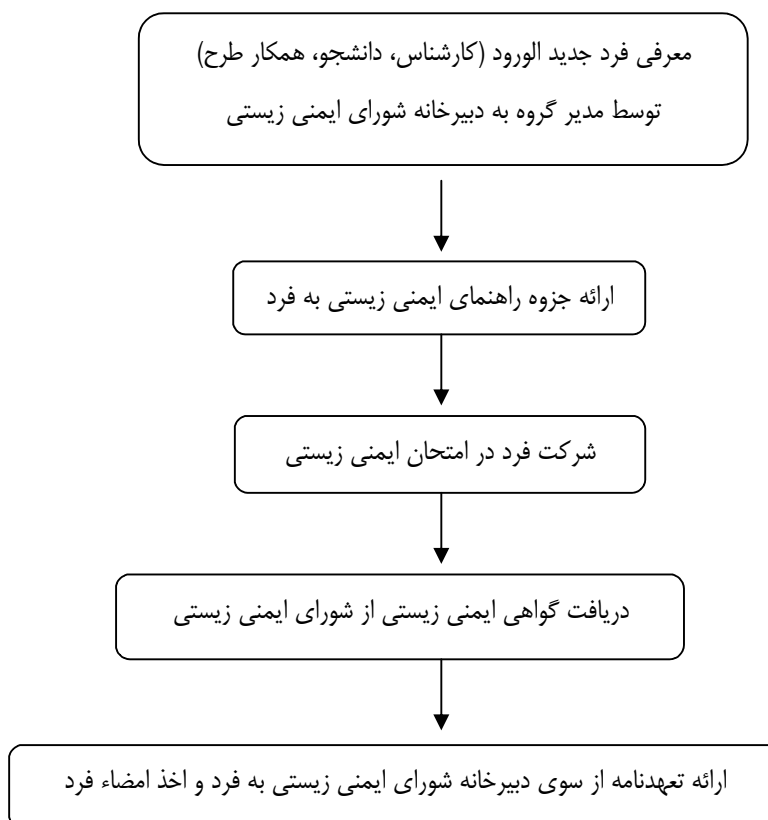 معرفی فرد جدید الورود (کارشناس، دانشجو، همکار طرح)
توسط مدیر گروه به دبیرخانه شورای ایمنی زیستی
ارائه جزوه راهنمای ایمنی زیستی به فرد
شرکت فرد در امتحان ایمنی زیستی
دریافت گواهی ایمنی زیستی از شورای ایمنی زیستی
ارائه تعهدنامه از سوی دبیرخانه شورای ایمنی زیستی به فرد و اخذ امضاء فرد